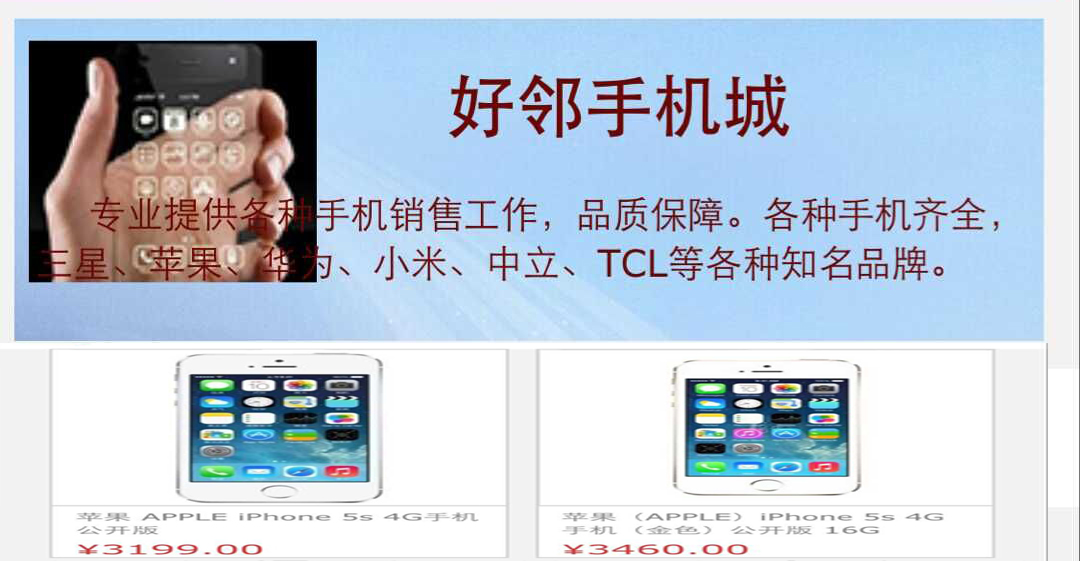 好邻手机城
专业提供各种手机销售工作，品质保障。各种手机齐全，
三星、苹果、华为、小米、中立、TCL等各种知名品牌。
苹果 APPLE iPhone 5s 4G手机
公开版
¥3199.00
苹果（APPLE）iPhone 5s 4G
手机（金色）公开版 16G
¥3460.00